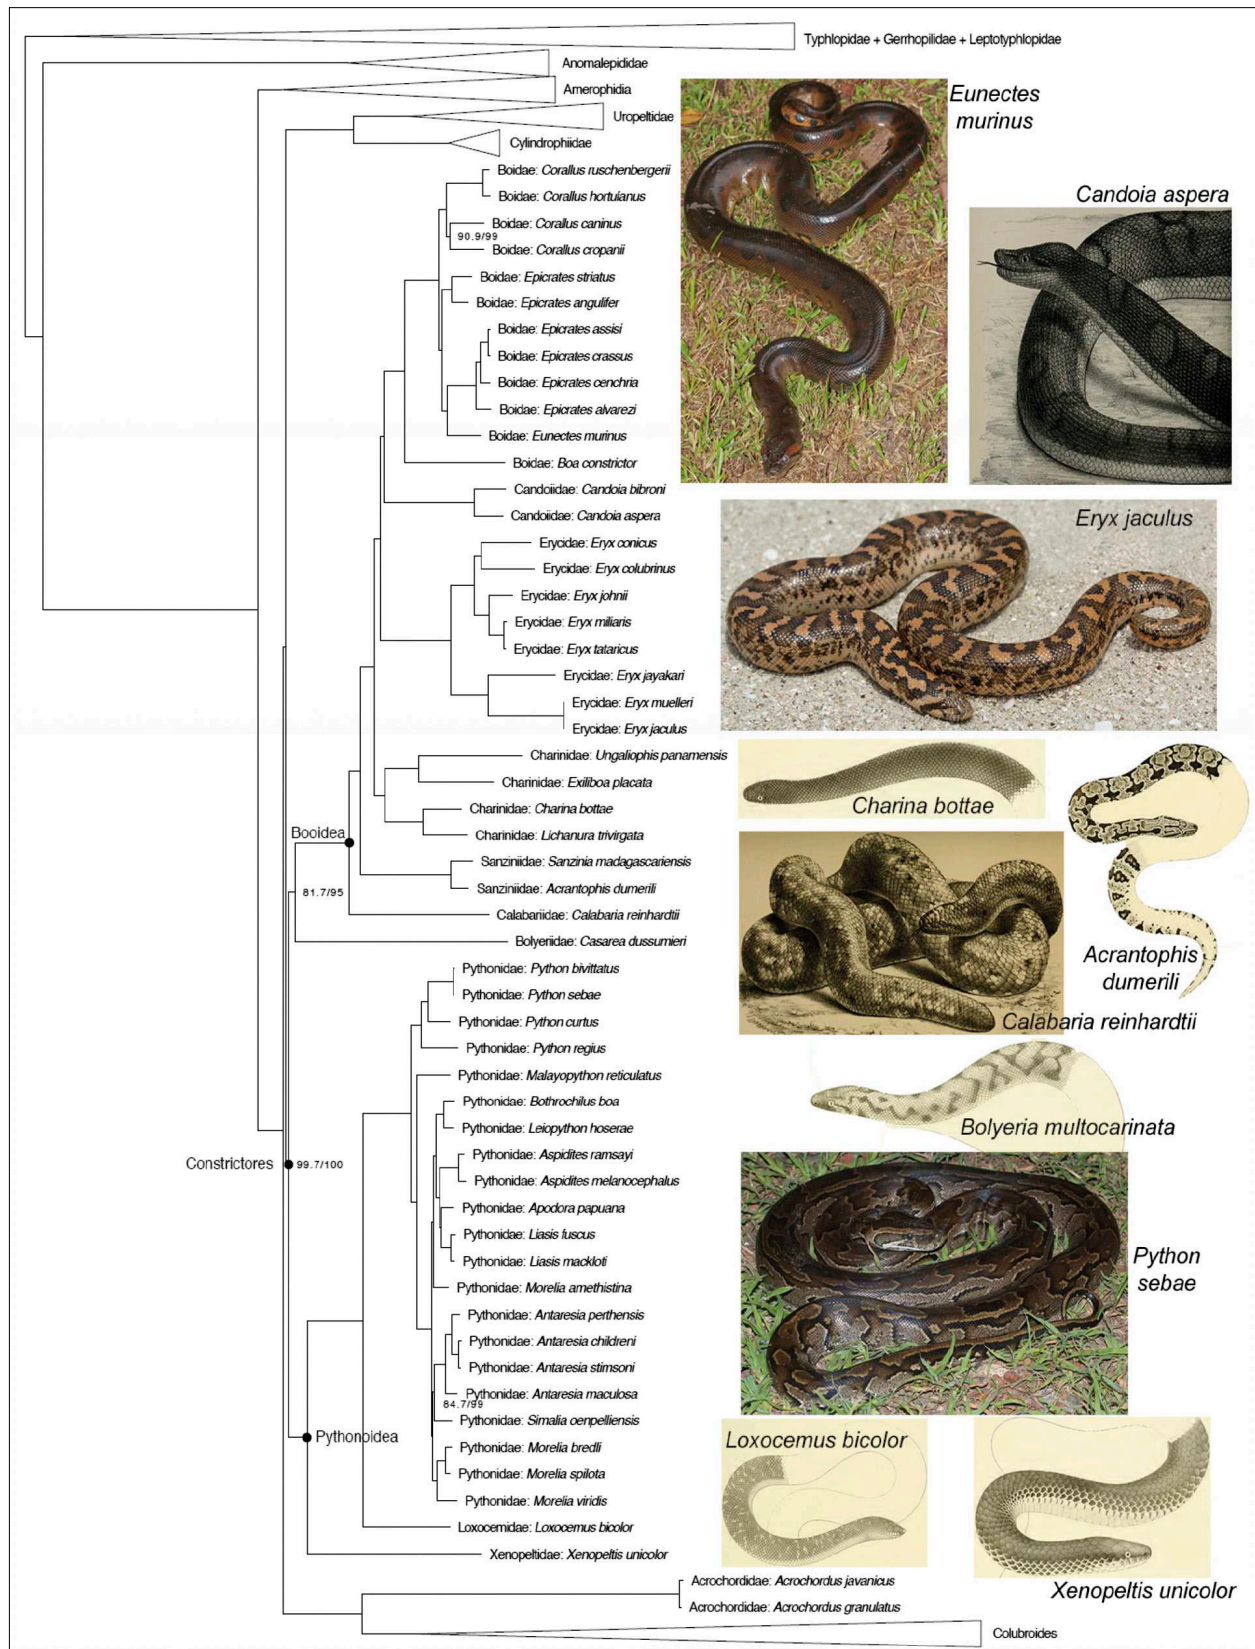 Typhlopidae + Gerrhopilidae + Leptotyphlopidae
Anomalepididae
Amerophidia
Uropeltidae
Cylindrophiidae
Boidae: Corallus ruschenbergerii
Boidae: Corallus hortulanus
Boidae: Corallus caninus
90.9/99
Boidae: Corallus cropanii
Boidae: Epicrates striatus
Boidae: Epicrates angulifer
Boidae: Epicrates assisi
Boidae: Epicrates crassus
Boidae: Epicrates cenchria
Boidae: Epicrates alvarezi
Boidae: Eunectes murinus
Boidae: Boa constrictor
Candoiidae: Candoia bibroni
Candoiidae: Candoia aspera
Erycidae: Eryx conicus
Erycidae: Eryx colubrinus
Erycidae: Eryx johnii
Erycidae: Eryx miliaris
Erycidae: Eryx tataricus
Erycidae: Eryx jayakari
Erycidae: Eryx muelleri
Erycidae: Eryx jaculus
Charinidae: Ungaliophis panamensis
Charinidae: Exiliboa placata
Charinidae: Charina bottae
Charinidae: Lichanura trivirgata
Booidea
Sanziniidae: Sanzinia madagascariensis
Sanziniidae: Acrantophis dumerili
81.7/95
Calabariidae: Calabaria reinhardtii
Bolyeriidae: Casarea dussumieri
Pythonidae: Python bivittatus
Pythonidae: Python sebae
Pythonidae: Python curtus
Pythonidae: Python regius
Pythonidae: Malayopython reticulatus
Pythonidae: Bothrochilus boa
Pythonidae: Leiopython hoserae
Pythonidae: Aspidites ramsayi
Constrictores
99.7/100
Pythonidae: Aspidites melanocephalus
Pythonidae: Apodora papuana
Pythonidae: Liasis fuscus
Pythonidae: Liasis mackloti
Pythonidae: Morelia amethistina
Pythonidae: Antaresia perthensis
Pythonidae: Antaresia childreni
Pythonidae: Antaresia stimsoni
Pythonidae: Antaresia maculosa
84.7/99
Pythonidae: Simalia oenpelliensis
Pythonoidea
Pythonidae: Morelia bredli
Pythonidae: Morelia spilota
Pythonidae: Morelia viridis
Loxocemidae: Loxocemus bicolor
Xenopeltidae: Xenopeltis unicolor
Acrochordidae: Acrochordus javanicus
Acrochordidae: Acrochordus granulatus
Colubroides
Eunectes
murinus
Candoia aspera
Eryx jaculus
Charina bottae
Acrantophis
dumerili
Calabaria reinhardtii
Bolyeria multocarinata
Python
sebae
Loxocemus bicolor
Xenopeltis unicolor